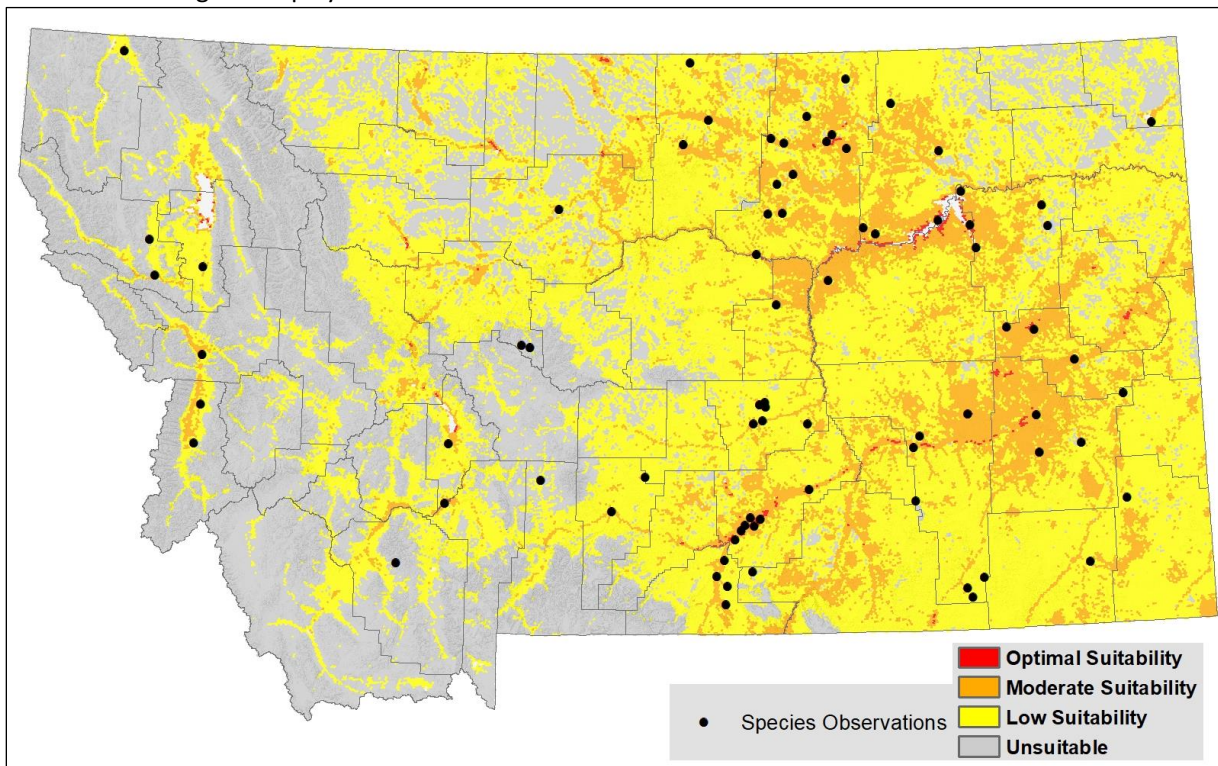 Optimal Suitability
Moderate Suitability
Species Observations
Low Suitability
Unsuitable